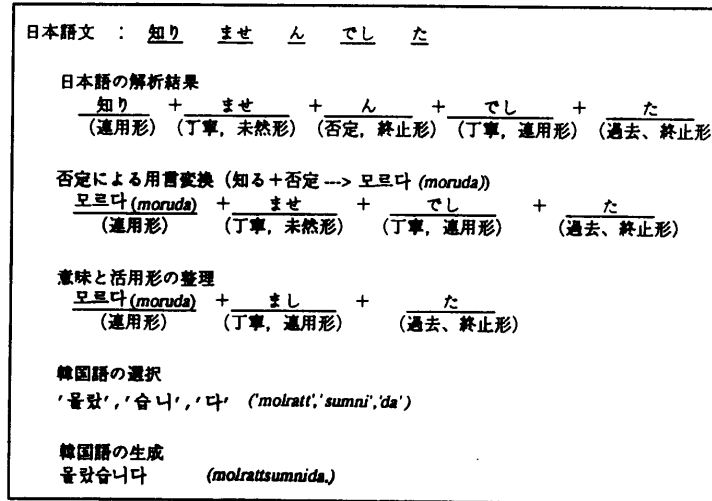 日本語文 : 知り ませ ん でし た
日本語の解析結果
知り + ませ + ん + でし + た
(連用形) (丁寧, 未然形) (否定, 終止形) (丁寧, 連用形) (過去、終止形
否定による用言変換 (知る+否定 ---> 모르다 (moruda))
모르다 (moruda) + ませ + でし + た
(連用形) (丁寧, 未然形) (丁寧, 連用形) (過去、終止形)
意味と活用形の整理
모르다 (moruda) + まし + た
(連用形) (丁寧, 連用形) (過去、終止形)
韓国語の選択
'몰랐','습니','다' ('molratt','sumni','da')
韓国語の生成
몰랐습니다 (molrattsumnida.)